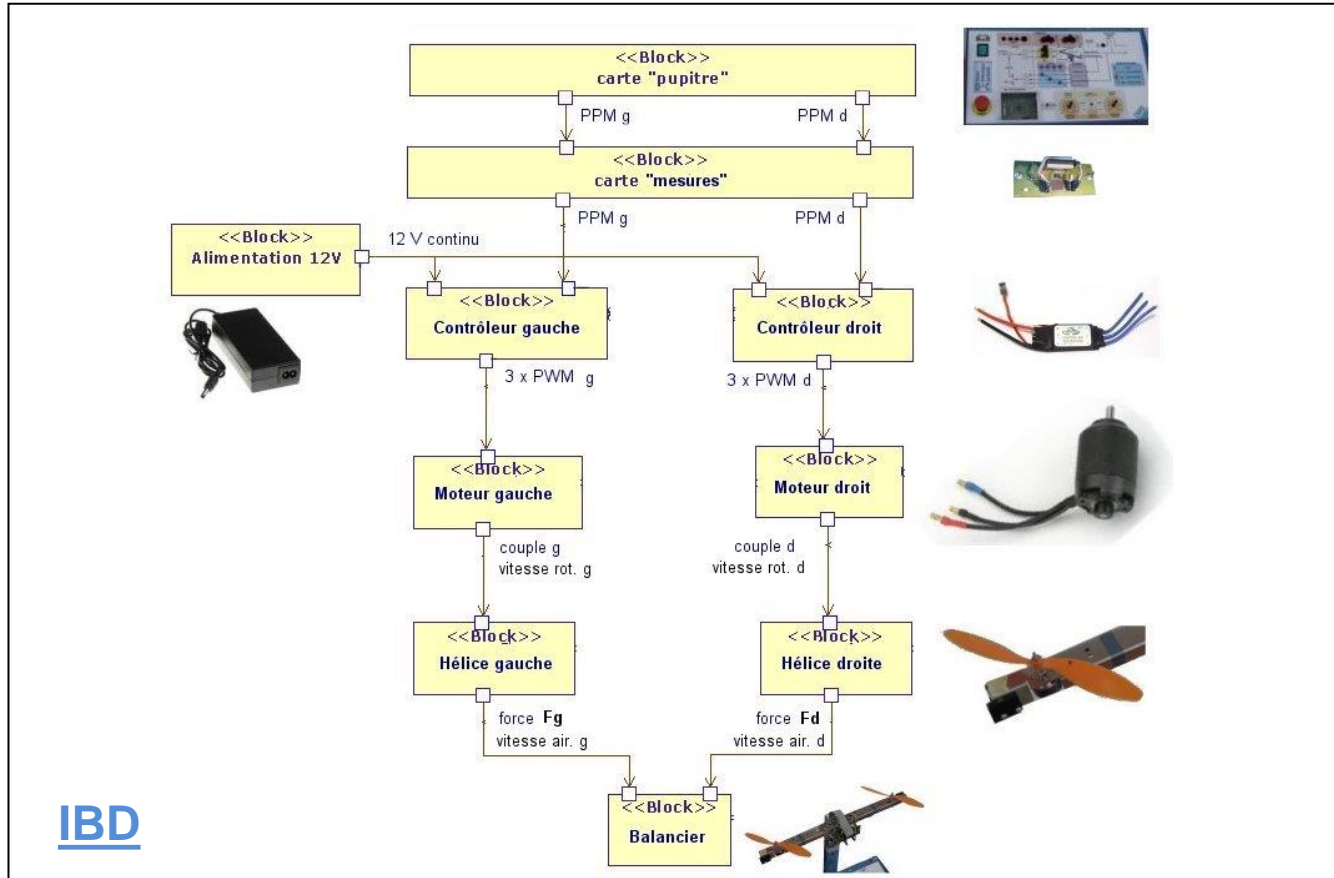 <<Block>>
carte "pupitre"
PPM g
PPM d
<<Block>>
carte "mesures"
PPM g
PPM d
<<Block>>
Alimentation 12V
12 V continu
<<Block>>
Contrôleur gauche
<<Block>>
Contrôleur droit
3 x PWM g
3 x PWM d
<<Block>>
Moteur gauche
<<Block>>
Moteur droit
couple g
vitesse rot. g
couple d
vitesse rot. d
<<Block>>
Hélice gauche
<<Block>>
Hélice droite
force Fg
vitesse air. g
force Fd
vitesse air. d
<<Block>>
Balancier
IBD